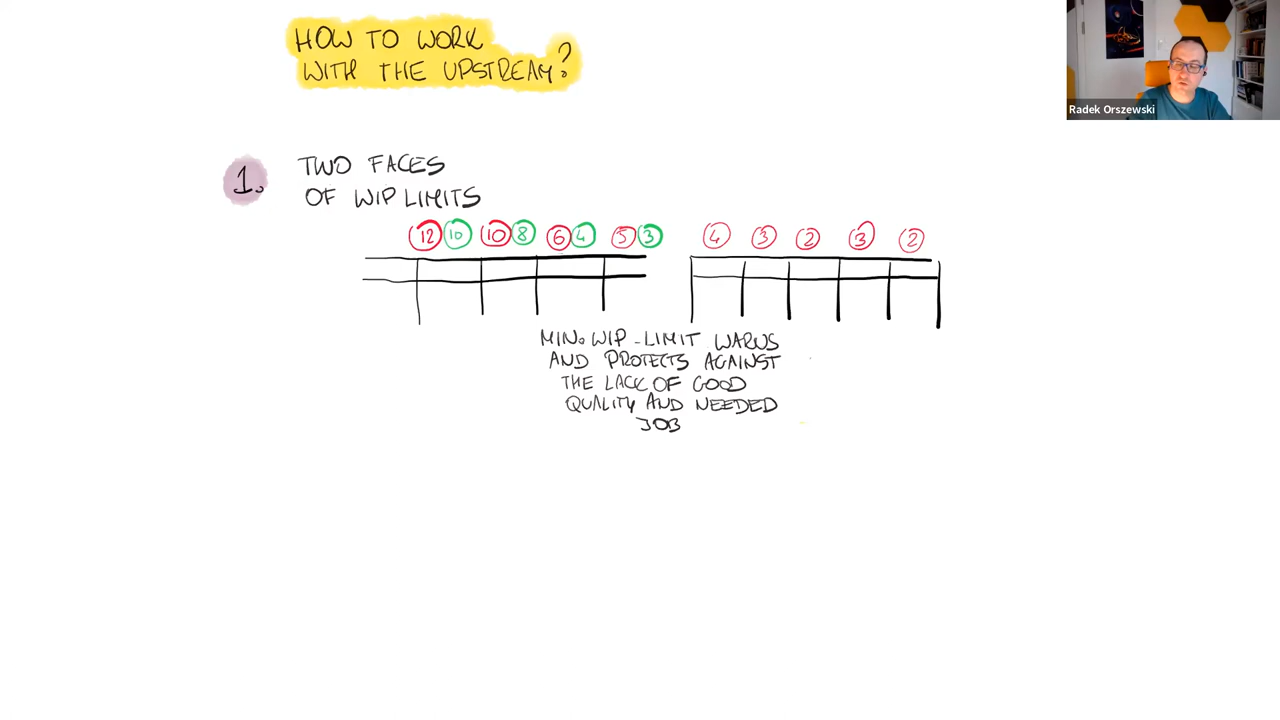 HOW TO WORK
WITH THE UPSTREAM?
Radek Orszewski
1. TWO FACES
OF WIP LIMITS
12 10 10 8 6 4 5 3 4 3 2 3 2
MIN. WIP-LIMIT WARNS
AND PROTECTS AGAINST
THE LACK OF GOOD
QUALITY AND NEEDED
JOB